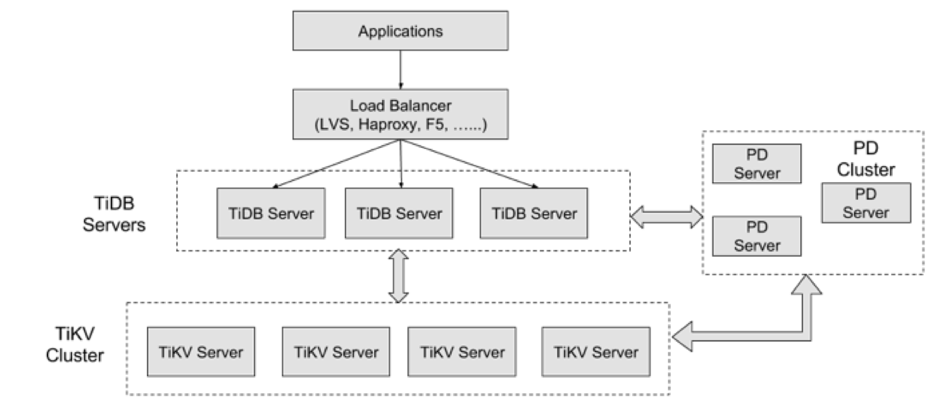 Applications
Load Balancer
(LVS, Haproxy, F5, …...)
TiDB
Servers
TiDB Server
TiDB Server
TiDB Server
PD
Cluster
PD
Server
PD
Server
PD
Server
TiKV
Cluster
TiKV Server
TiKV Server
TiKV Server
TiKV Server